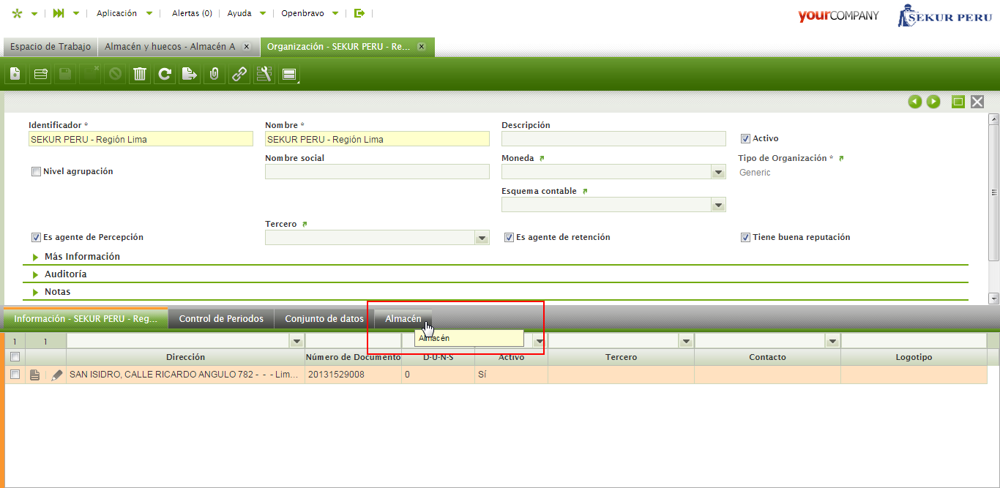 Aplicación Alertas (0) Ayuda Openbravo yourCOMPANY SEKUR PERU
Espacio de Trabajo Almacén y huecos - Almacén A x Organización - SEKUR PERU - Re... x
Identificador * Nombre * Descripción
SEKUR PERU - Región Lima SEKUR PERU - Región Lima Activo
Nombre social Moneda Tipo de Organización *
Nivel agrupación Generic
Esquema contable
Tercero
Es agente de Percepción Es agente de retención Tiene buena reputación
Más Información
Auditoría
Notas
Información - SEKUR PERU - Reg... Control de Periodos Conjunto de datos Almacén
1 1 Almacén
Dirección Número de Documento D-U-N-S Activo Tercero Contacto Logotipo
SAN ISIDRO, CALLE RICARDO ANGULO 782 - - - Lim... 20131529008 0 Sí